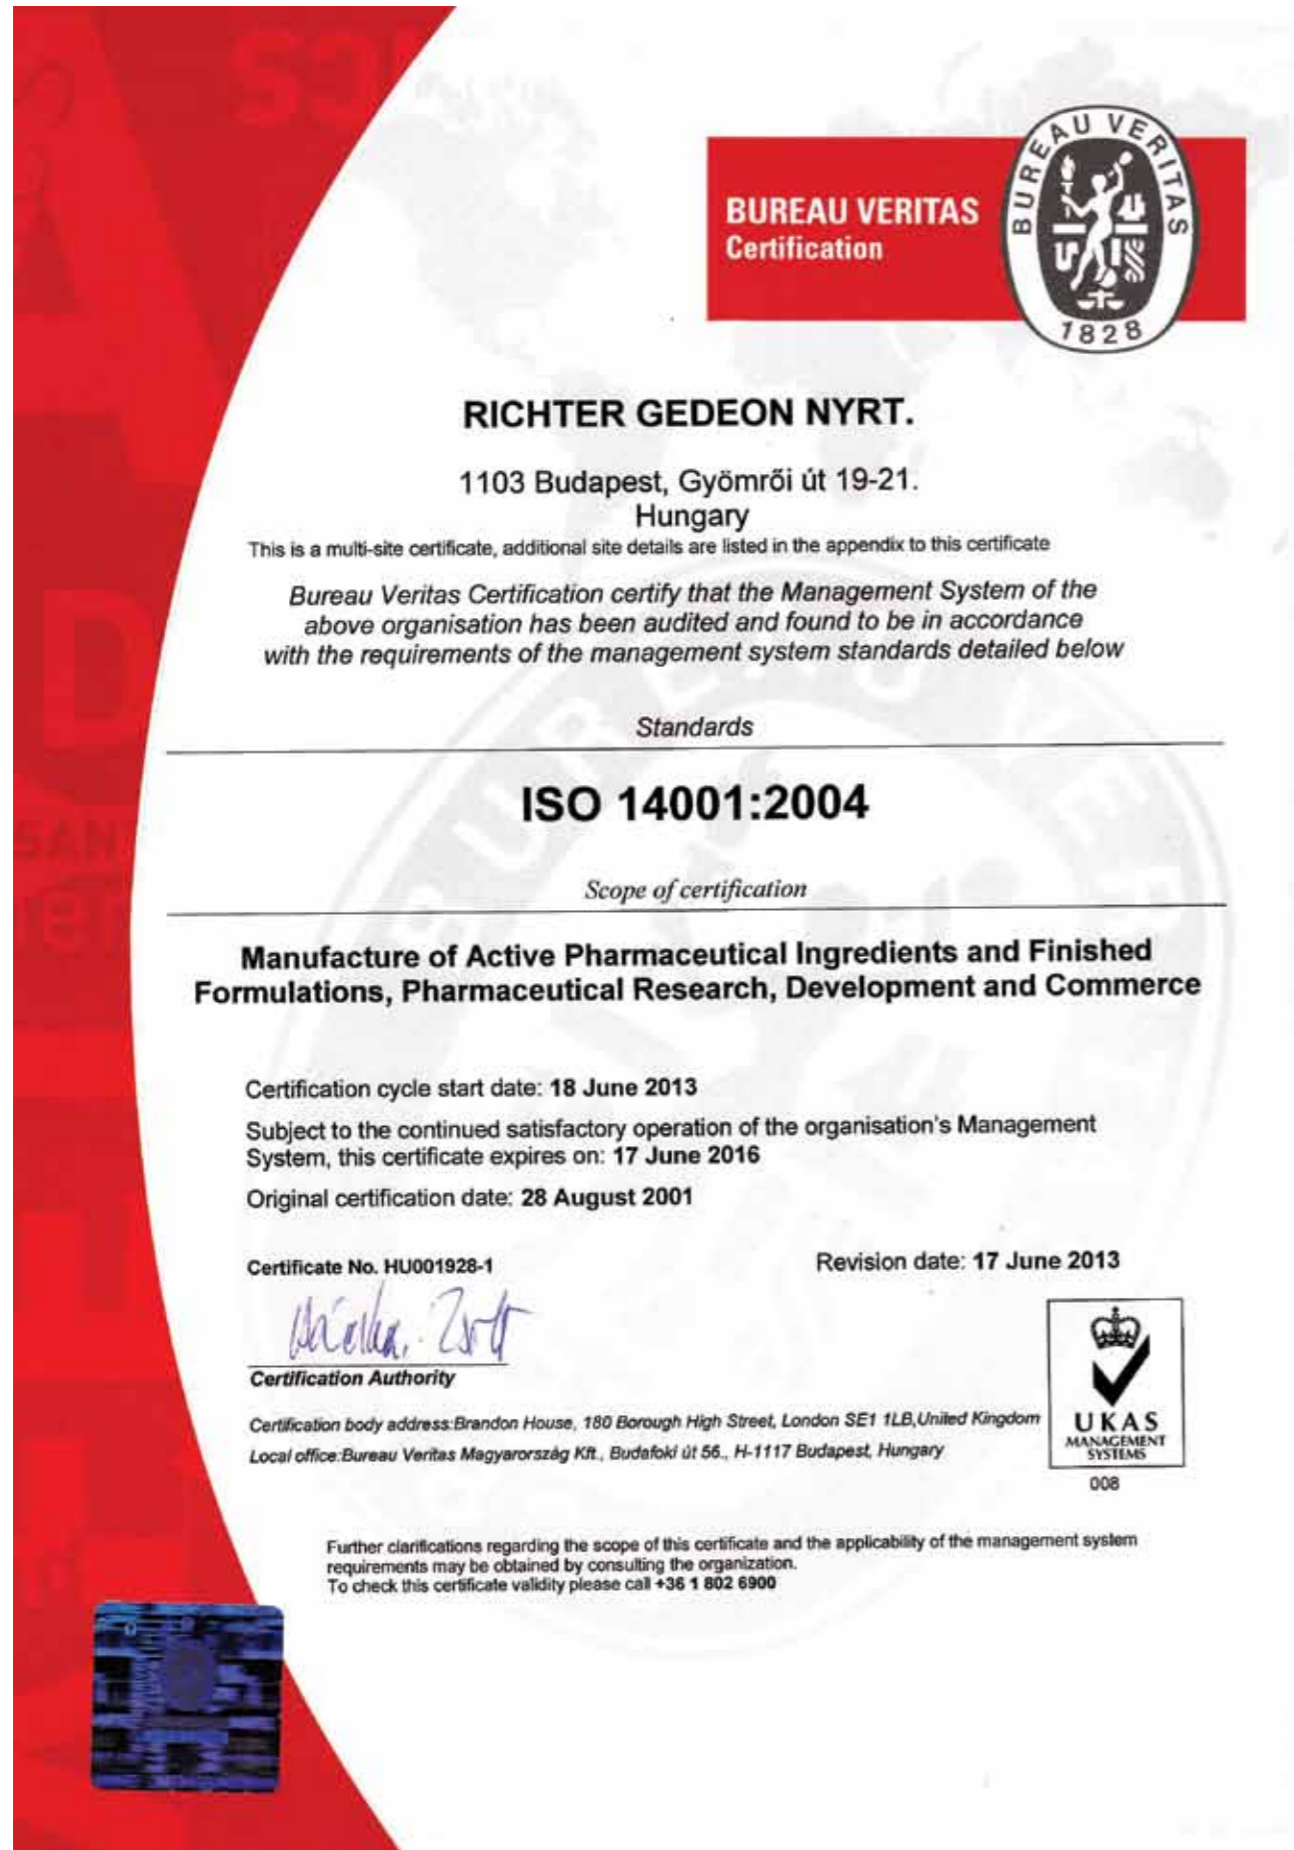 BUREAU VERITAS
Certification
BUREAU VERITAS
1828
RICHTER GEDEON NYRT.
1103 Budapest, Gyömrői út 19-21.
Hungary
This is a multi-site certificate, additional site details are listed in the appendix to this certificate
Bureau Veritas Certification certify that the Management System of the
above organisation has been audited and found to be in accordance
with the requirements of the management system standards detailed below
Standards
ISO 14001:2004
Scope of certification
Manufacture of Active Pharmaceutical Ingredients and Finished
Formulations, Pharmaceutical Research, Development and Commerce
Certification cycle start date: 18 June 2013
Subject to the continued satisfactory operation of the organisation's Management
System, this certificate expires on: 17 June 2016
Original certification date: 28 August 2001
Certificate No. HU001928-1
Revision date: 17 June 2013
Zsolt
Certification Authority
Certification body address:Brandon House, 180 Borough High Street, London SE1 1LB,United Kingdom
Local office:Bureau Veritas Magyarország Kft., Budafoki út 56., H-1117 Budapest, Hungary
UKAS
MANAGEMENT
SYSTEMS
008
Further clarifications regarding the scope of this certificate and the applicability of the management system
requirements may be obtained by consulting the organization.
To check this certificate validity please call +36 1 802 6900